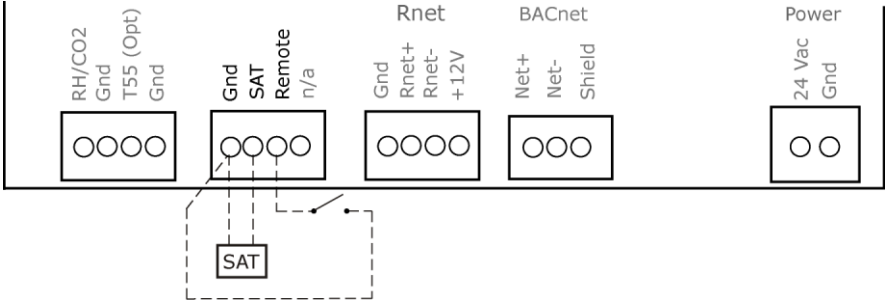 Rnet
BACnet
Power
RH/CO2
Gnd
T55 (Opt)
Gnd
Gnd
SAT
Remote
n/a
Gnd
Rnet+
Rnet-
+12V
Net+
Net-
Shield
24 Vac
Gnd
SAT